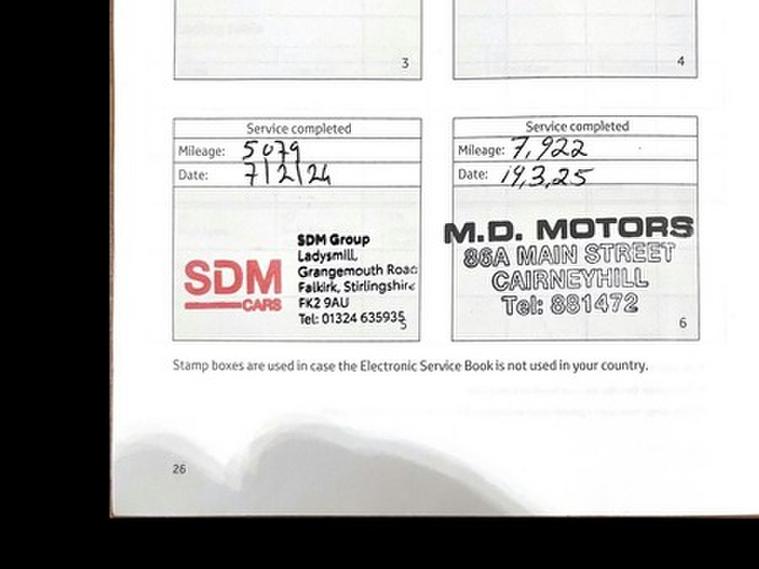 3
4
Service completed
Mileage: 5079
Date: 7|2|24
SDM
CARS
SDM Group
Ladysmill,
Grangemouth Road
Falkirk, Stirlingshire
FK2 9AU
Tel: 01324 635935
5
Service completed
Mileage: 7,922
Date: 19,3,25
M.D. MOTORS
86A MAIN STREET
CAIRNEYHILL
Tel: 881472
6
Stamp boxes are used in case the Electronic Service Book is not used in your country.
26